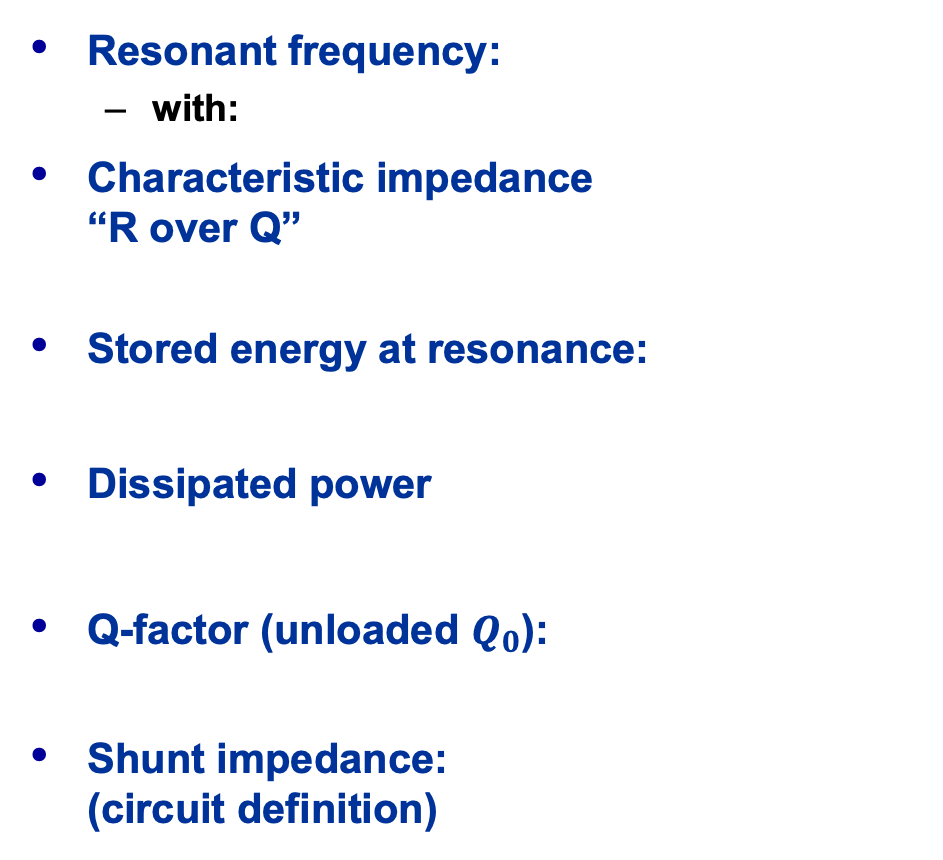 • Resonant frequency:
– with:
• Characteristic impedance
“R over Q”
• Stored energy at resonance:
• Dissipated power
• Q-factor (unloaded Q₀):
• Shunt impedance:
(circuit definition)